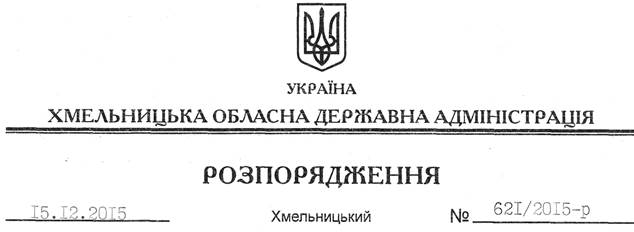 УКРАЇНА
ХМЕЛЬНИЦЬКА ОБЛАСНА ДЕРЖАВНА АДМІНІСТРАЦІЯ
РОЗПОРЯДЖЕННЯ
15.12.2015 Хмельницький № 621/2015-р